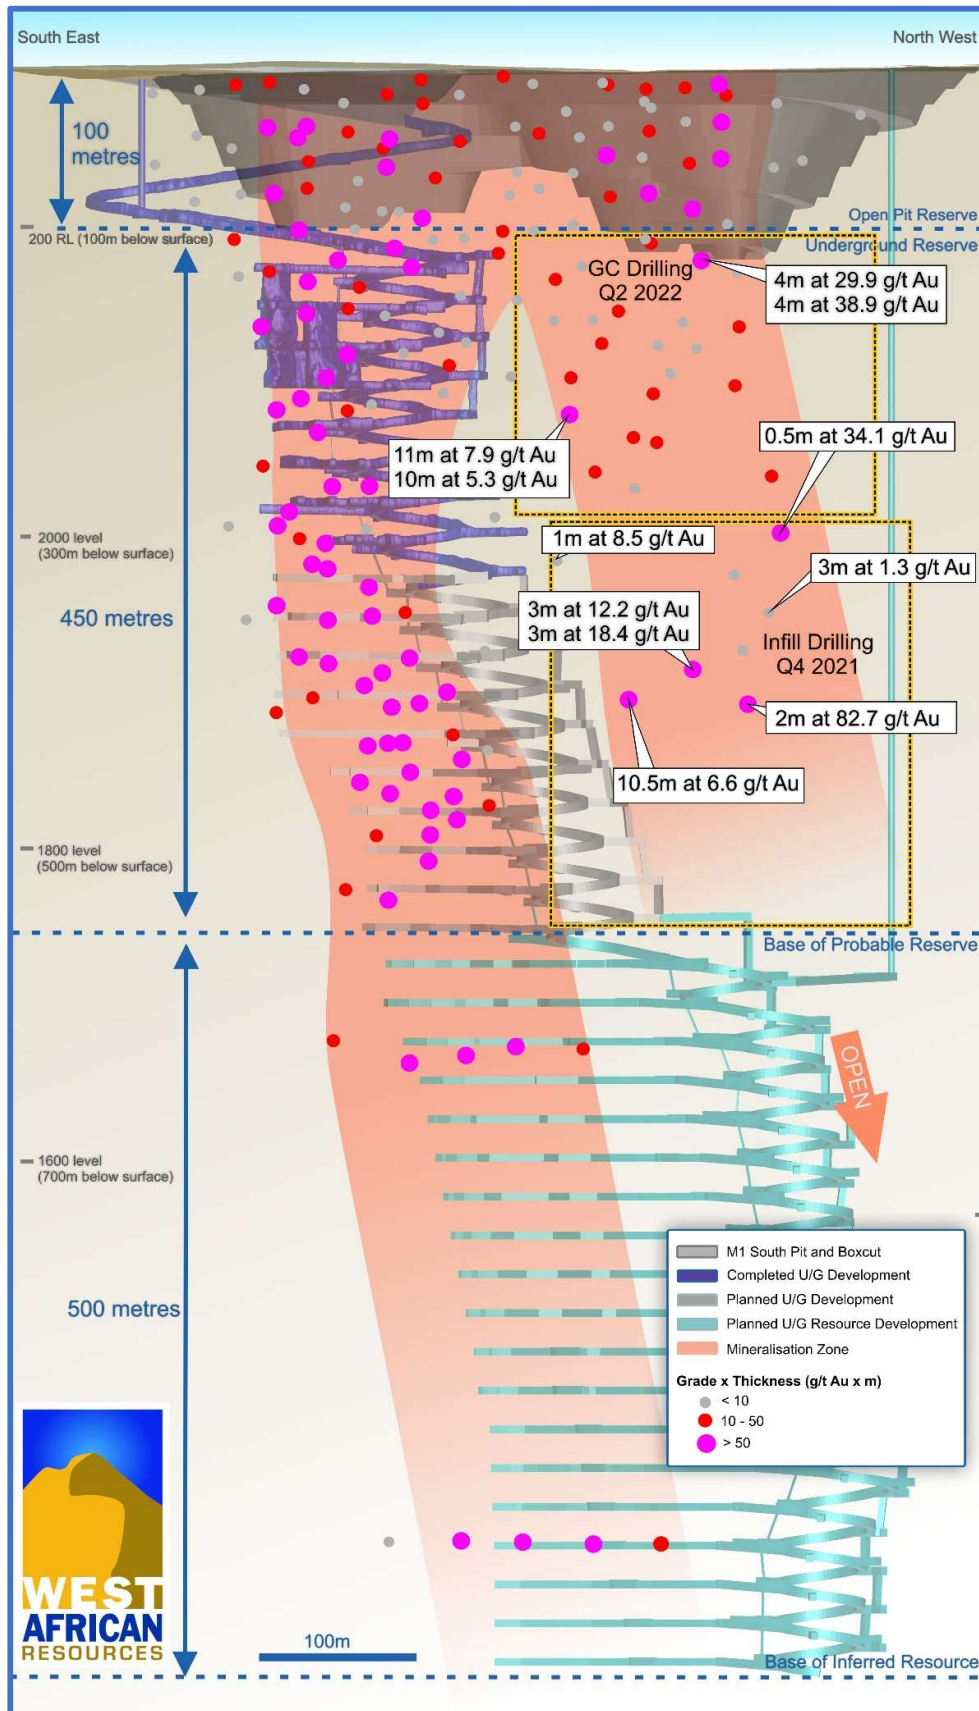 South East
North West
100
metres
Open Pit Reserve
200 RL (100m below surface)
Underground Reserve
GC Drilling
Q2 2022
4m at 29.9 g/t Au
4m at 38.9 g/t Au
11m at 7.9 g/t Au
10m at 5.3 g/t Au
0.5m at 34.1 g/t Au
2000 level
(300m below surface)
1m at 8.5 g/t Au
3m at 1.3 g/t Au
450 metres
3m at 12.2 g/t Au
3m at 18.4 g/t Au
Infill Drilling
Q4 2021
2m at 82.7 g/t Au
10.5m at 6.6 g/t Au
1800 level
(500m below surface)
Base of Probable Reserve
OPEN
1600 level
(700m below surface)
500 metres
M1 South Pit and Boxcut
Completed U/G Development
Planned U/G Development
Planned U/G Resource Development
Mineralisation Zone
Grade x Thickness (g/t Au x m)
< 10
10 - 50
> 50
WEST
AFRICAN
RESOURCES
100m
Base of Inferred Resource